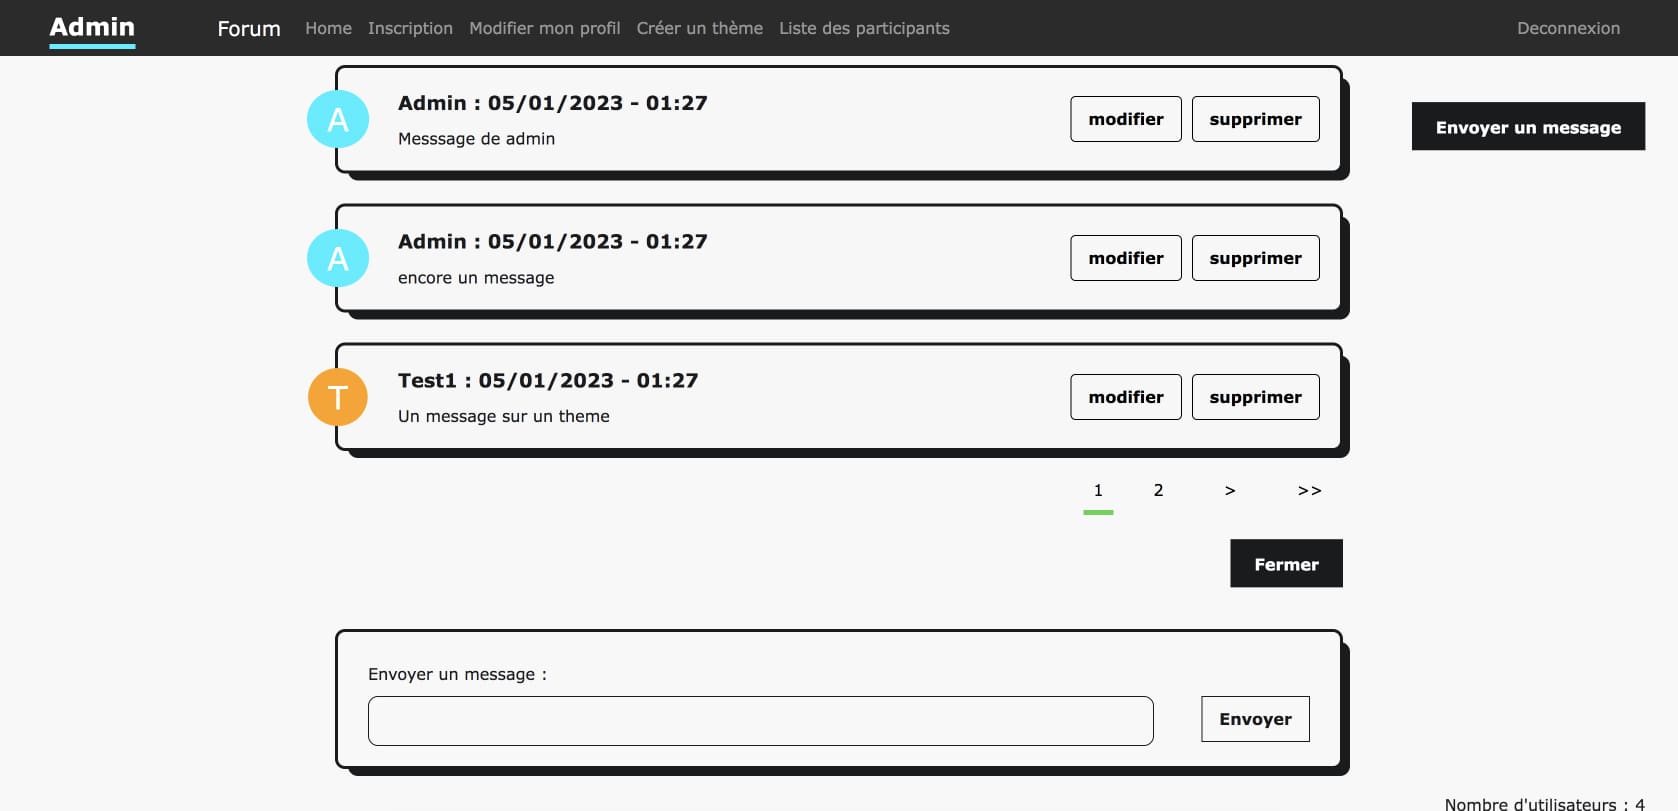 Admin Forum Home Inscription Modifier mon profil Créer un thème Liste des participants Deconnexion
A
Admin : 05/01/2023 - 01:27
Messsage de admin
modifier supprimer
Envoyer un message
A
Admin : 05/01/2023 - 01:27
encore un message
modifier supprimer
T
Test1 : 05/01/2023 - 01:27
Un message sur un theme
modifier supprimer
1 2 > >>
Fermer
Envoyer un message :
Envoyer
Nombre d'utilisateurs : 4